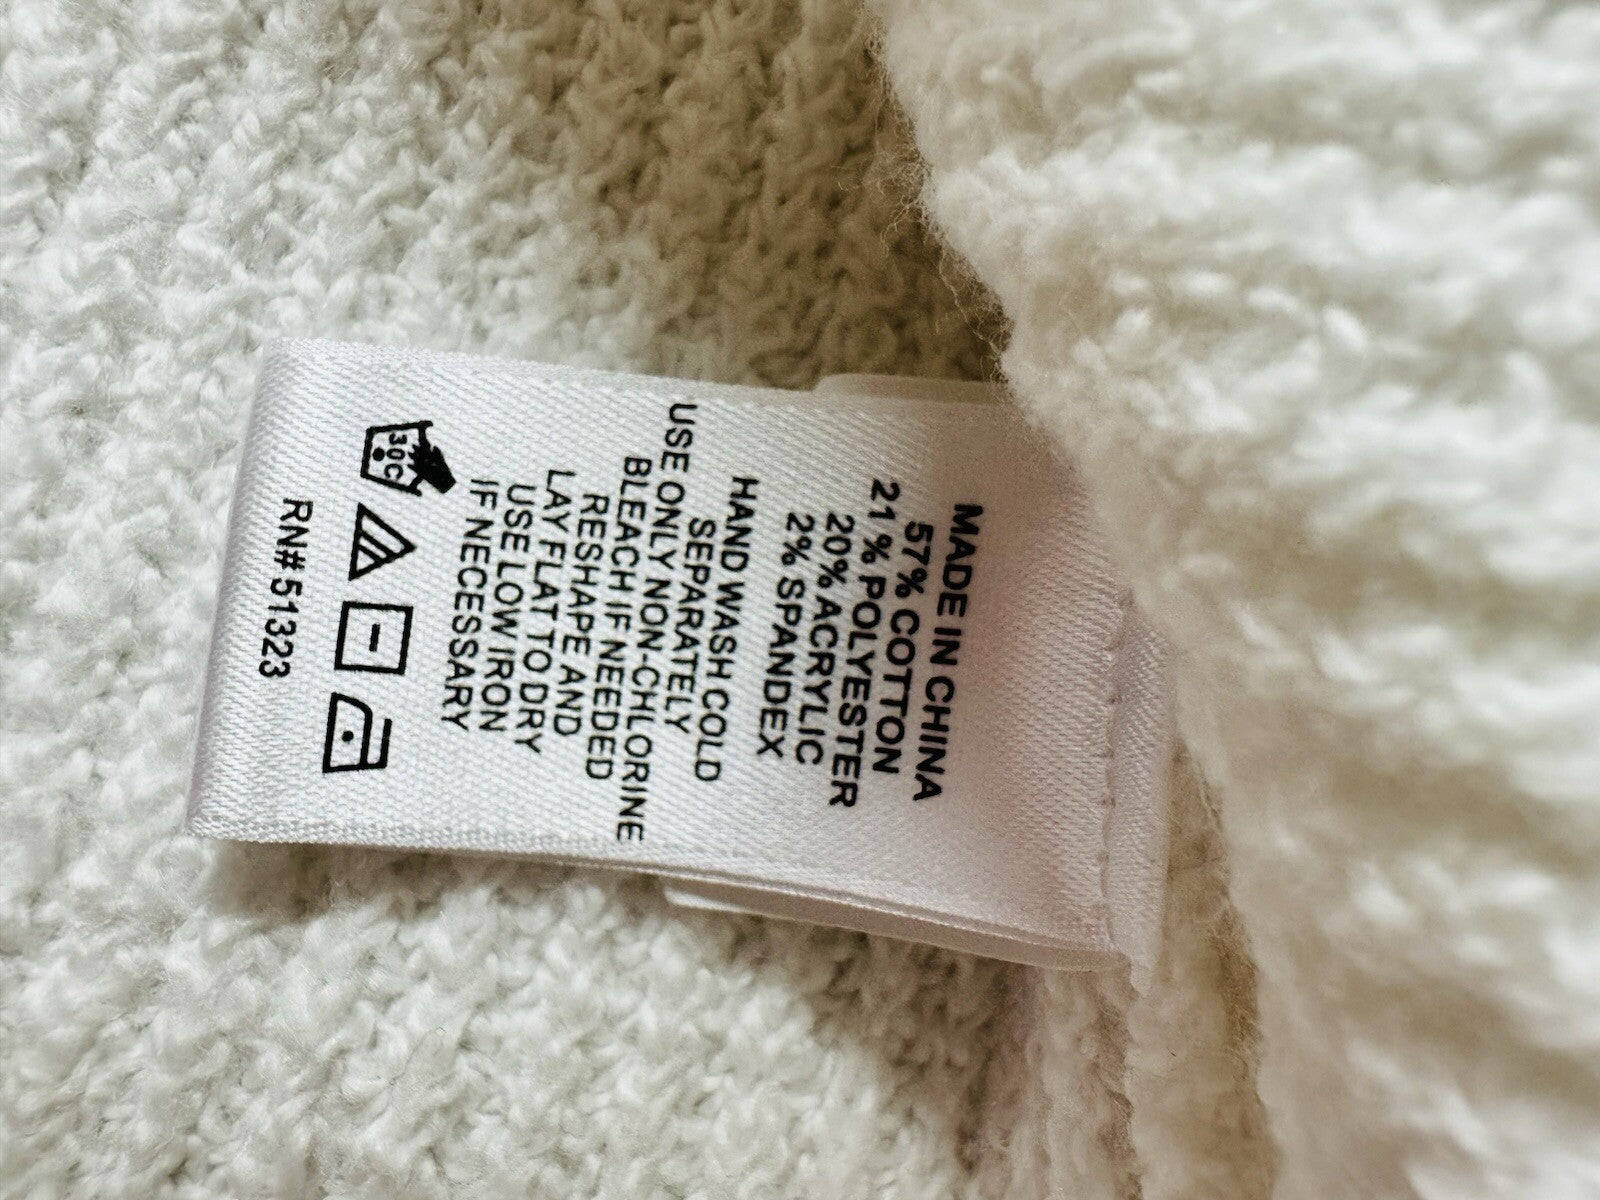 MADE IN CHINA
57% COTTON
21% POLYESTER
20% ACRYLIC
2% SPANDEX
HAND WASH COLD
SEPARATELY
USE ONLY NON-CHLORINE
BLEACH IF NEEDED
RESHAPE AND
LAY FLAT TO DRY
USE LOW IRON
IF NECESSARY
30C
RN# 51323